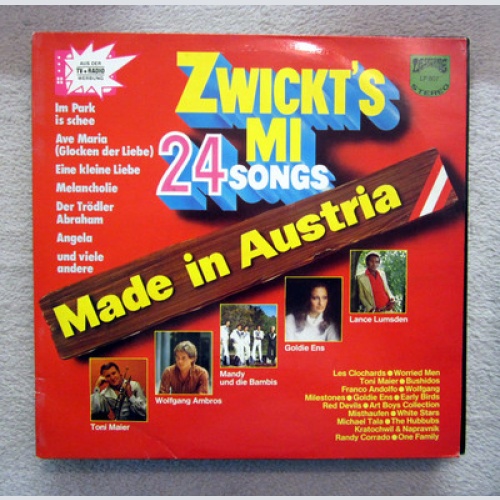 AUS DER
TV + RADIO
WERBUNG
ZWICKT'S
MI
24 SONGS
STEREO
Im Park
is schee
Ave Maria
(Glocken der Liebe)
Eine kleine Liebe
Melancholie
Der Trödler
Abraham
Angela
und viele
andere
Made in Austria
Lance Lumsden
Goldie Ens
Mandy
und die Bambis
Wolfgang Ambros
Toni Maier
Les Clochards ● Worried Men
Toni Maier ● Bushidos
Franco Andolfo ● Wolfgang
Milestones ● Goldie Ens ● Early Birds
Red Devils ● Art Boys Collection
Misthaufen ● White Stars
Michael Tala ● The Hubbubs
Kratochwil & Napravnik
Randy Corrado ● One Family